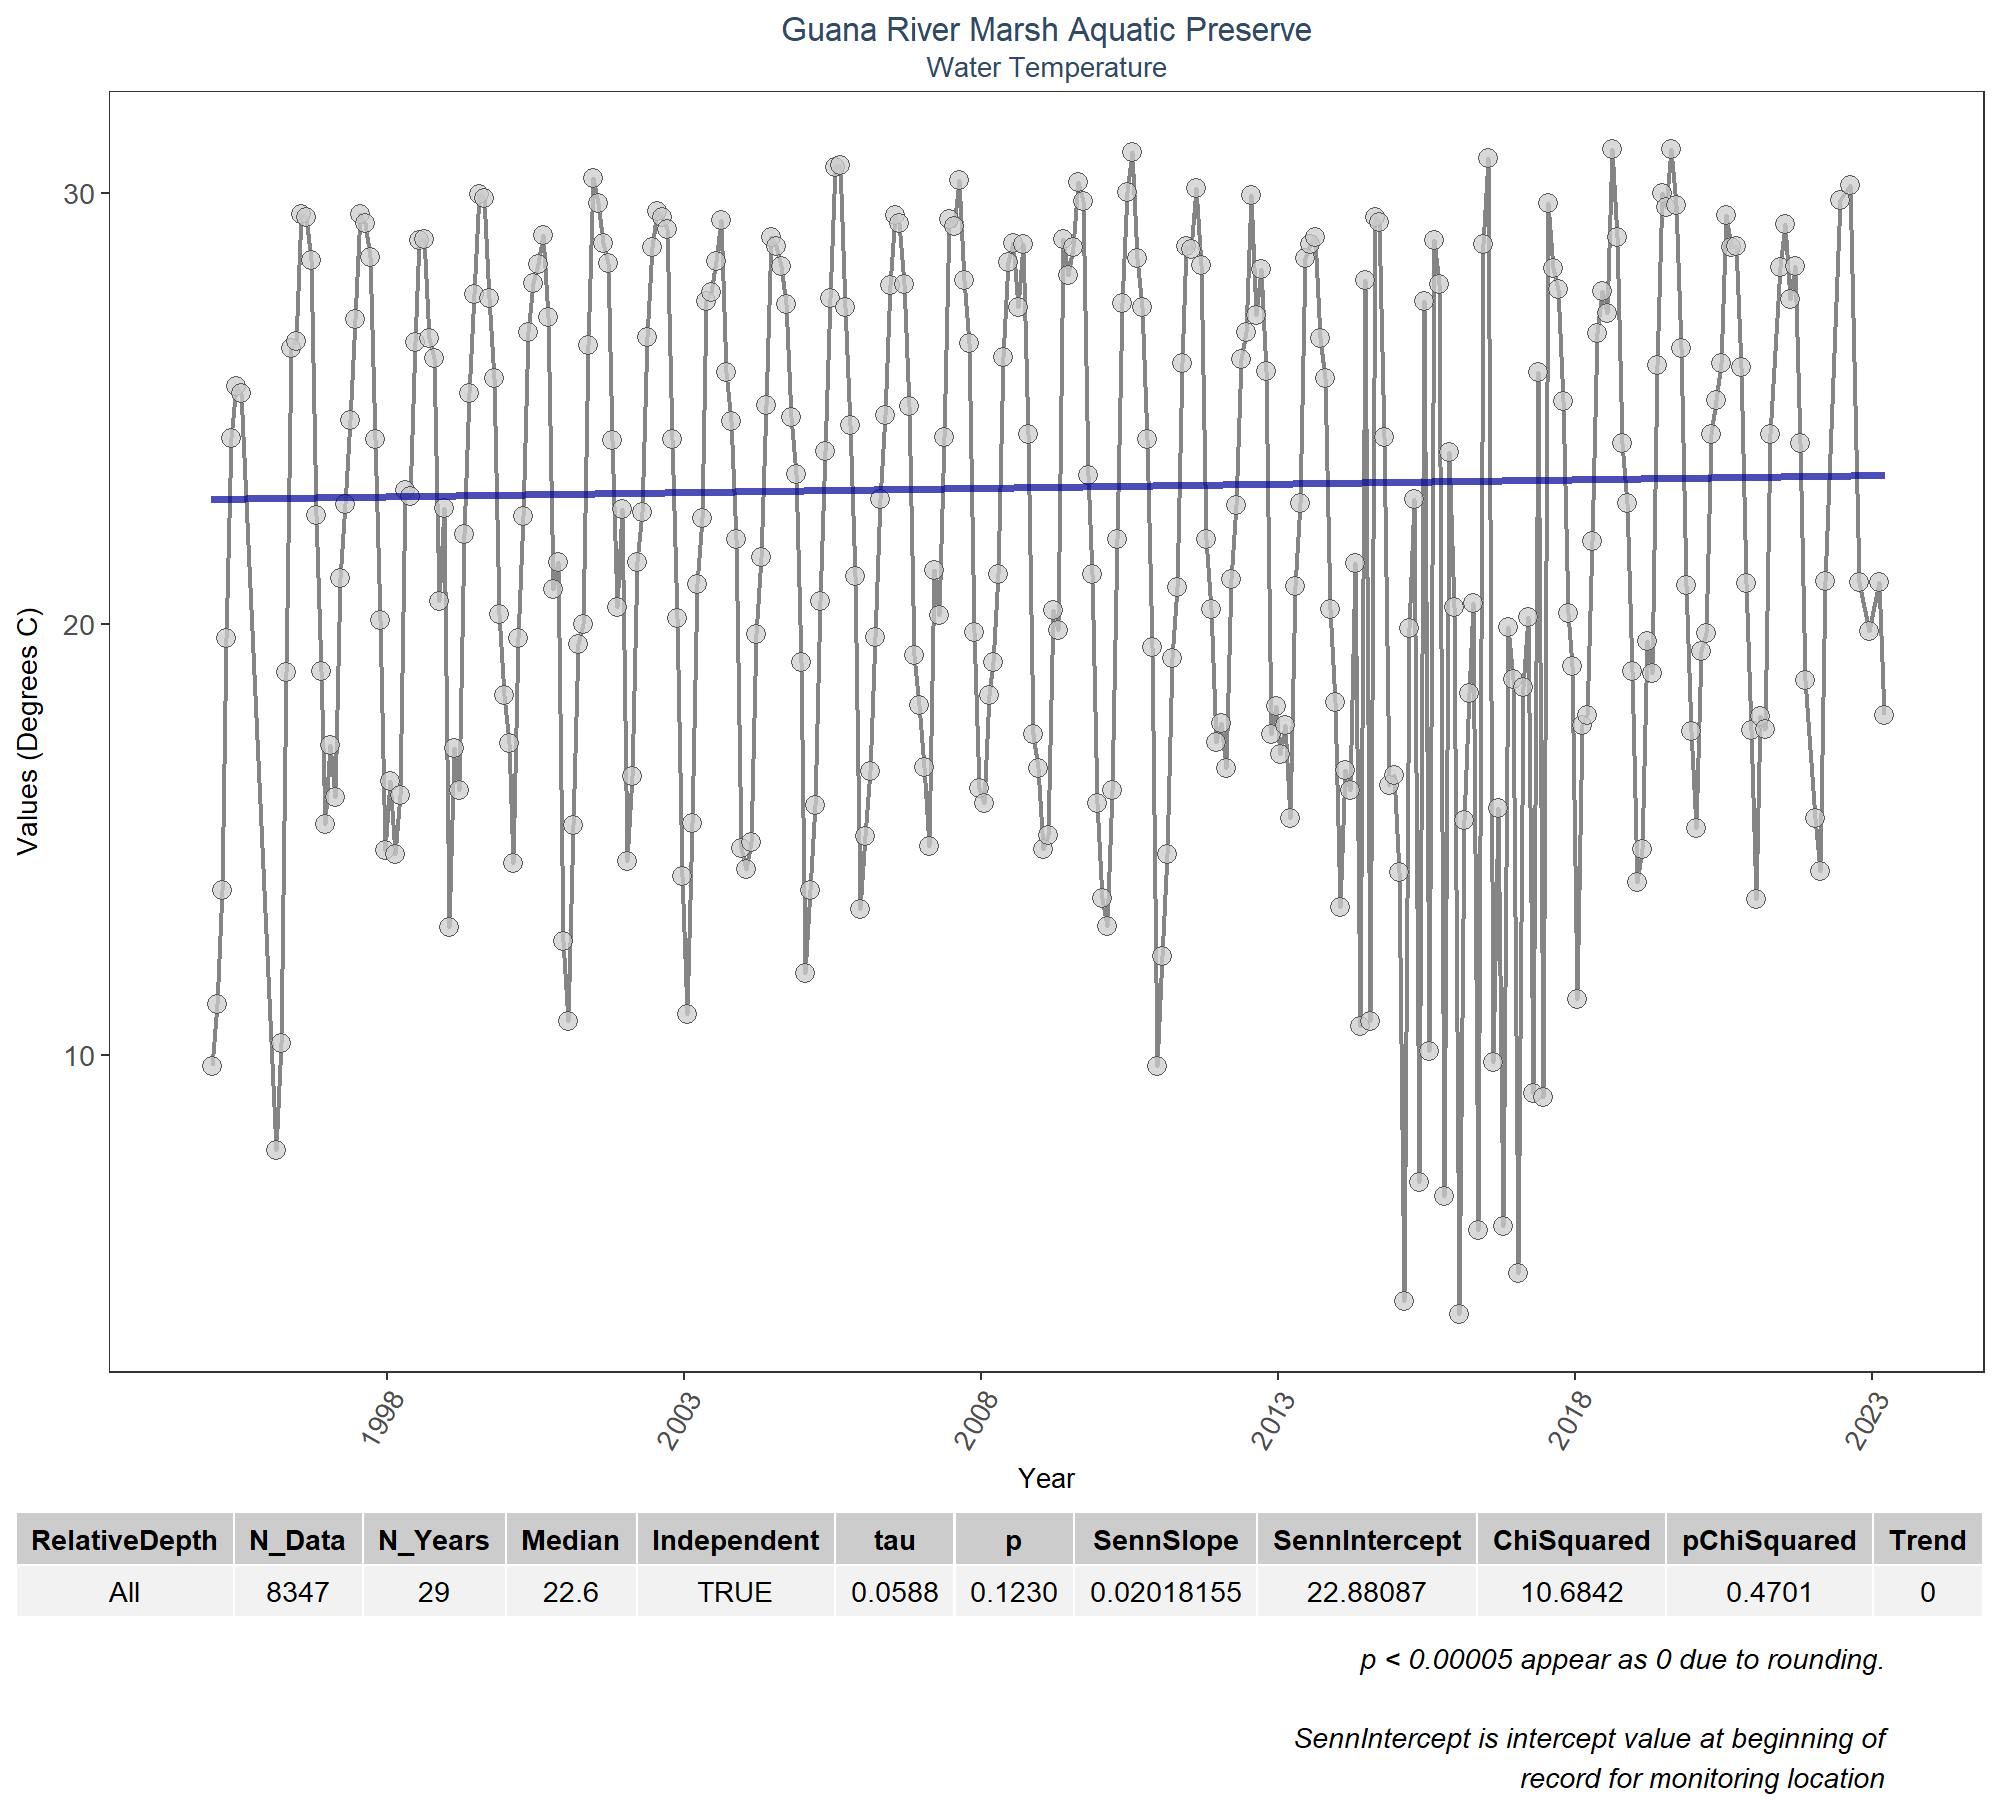 Guana River Marsh Aquatic Preserve
Water Temperature
Values (Degrees C)
30
20
10
1998
2003
2008
2013
2018
2023
Year
RelativeDepth N_Data N_Years Median Independent tau p SennSlope SennIntercept ChiSquared pChiSquared Trend
All 8347 29 22.6 TRUE 0.0588 0.1230 0.02018155 22.88087 10.6842 0.4701 0
p < 0.00005 appear as 0 due to rounding.
SennIntercept is intercept value at beginning of
record for monitoring location